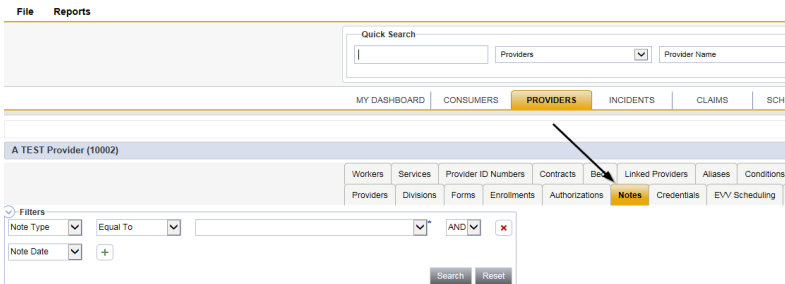 File Reports
Quick Search
Providers Provider Name
MY DASHBOARD CONSUMERS PROVIDERS INCIDENTS CLAIMS SCH
A TEST Provider (10002)
Workers Services Provider ID Numbers Contracts Linked Providers Aliases Conditions
Providers Divisions Forms Enrollments Authorizations Notes Credentials EVV Scheduling
Filters
Note Type Equal To * AND
Note Date
Search Reset